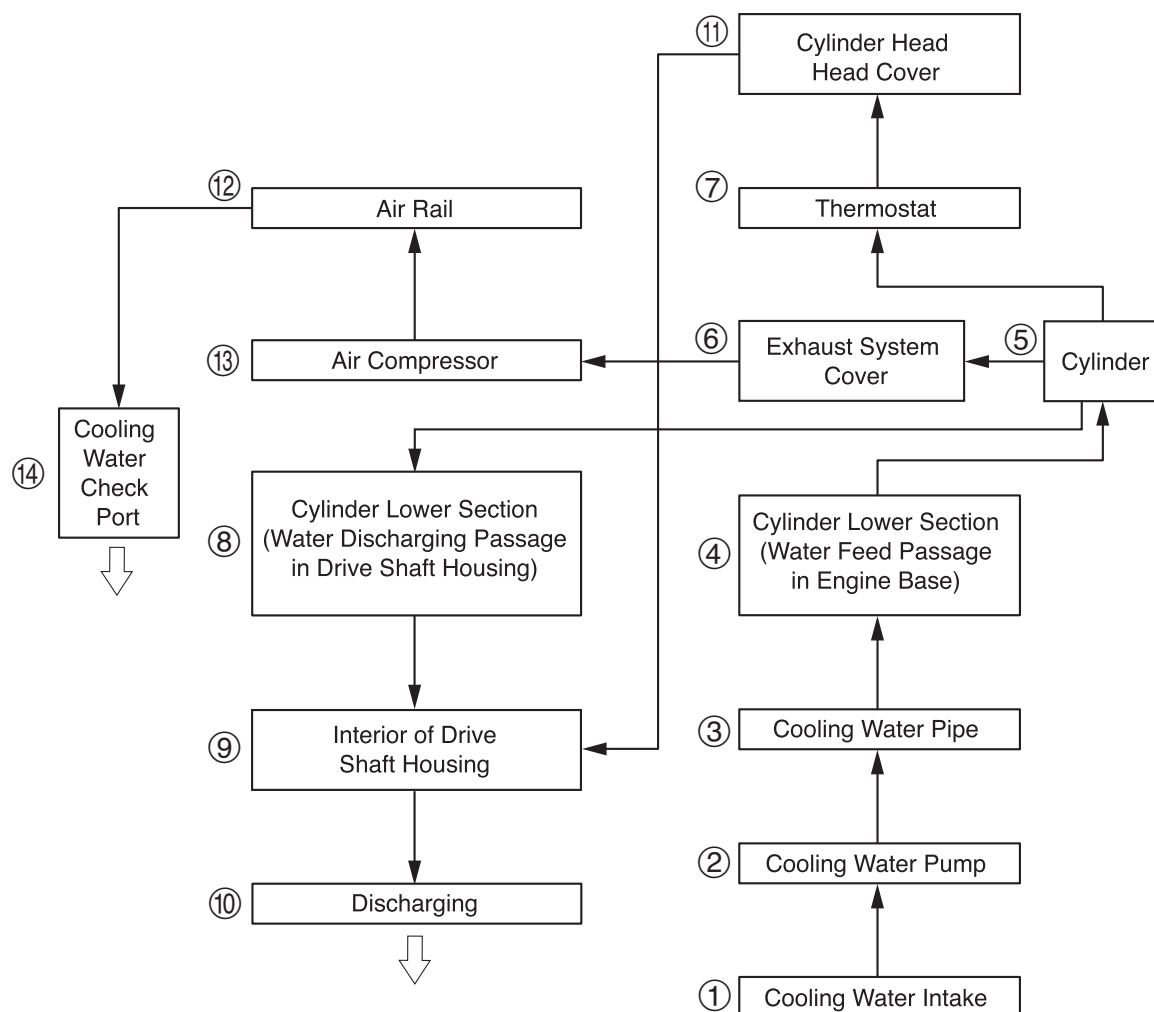 ⑪
Cylinder Head
Head Cover
⑫
Air Rail
⑦
Thermostat
⑬
Air Compressor
⑥
Exhaust System
Cover
⑤
Cylinder
⑭
Cooling
Water
Check
Port
⑧
Cylinder Lower Section
(Water Discharging Passage
in Drive Shaft Housing)
④
Cylinder Lower Section
(Water Feed Passage
in Engine Base)
⑨
Interior of Drive
Shaft Housing
③
Cooling Water Pipe
②
Cooling Water Pump
⑩
Discharging
①
Cooling Water Intake